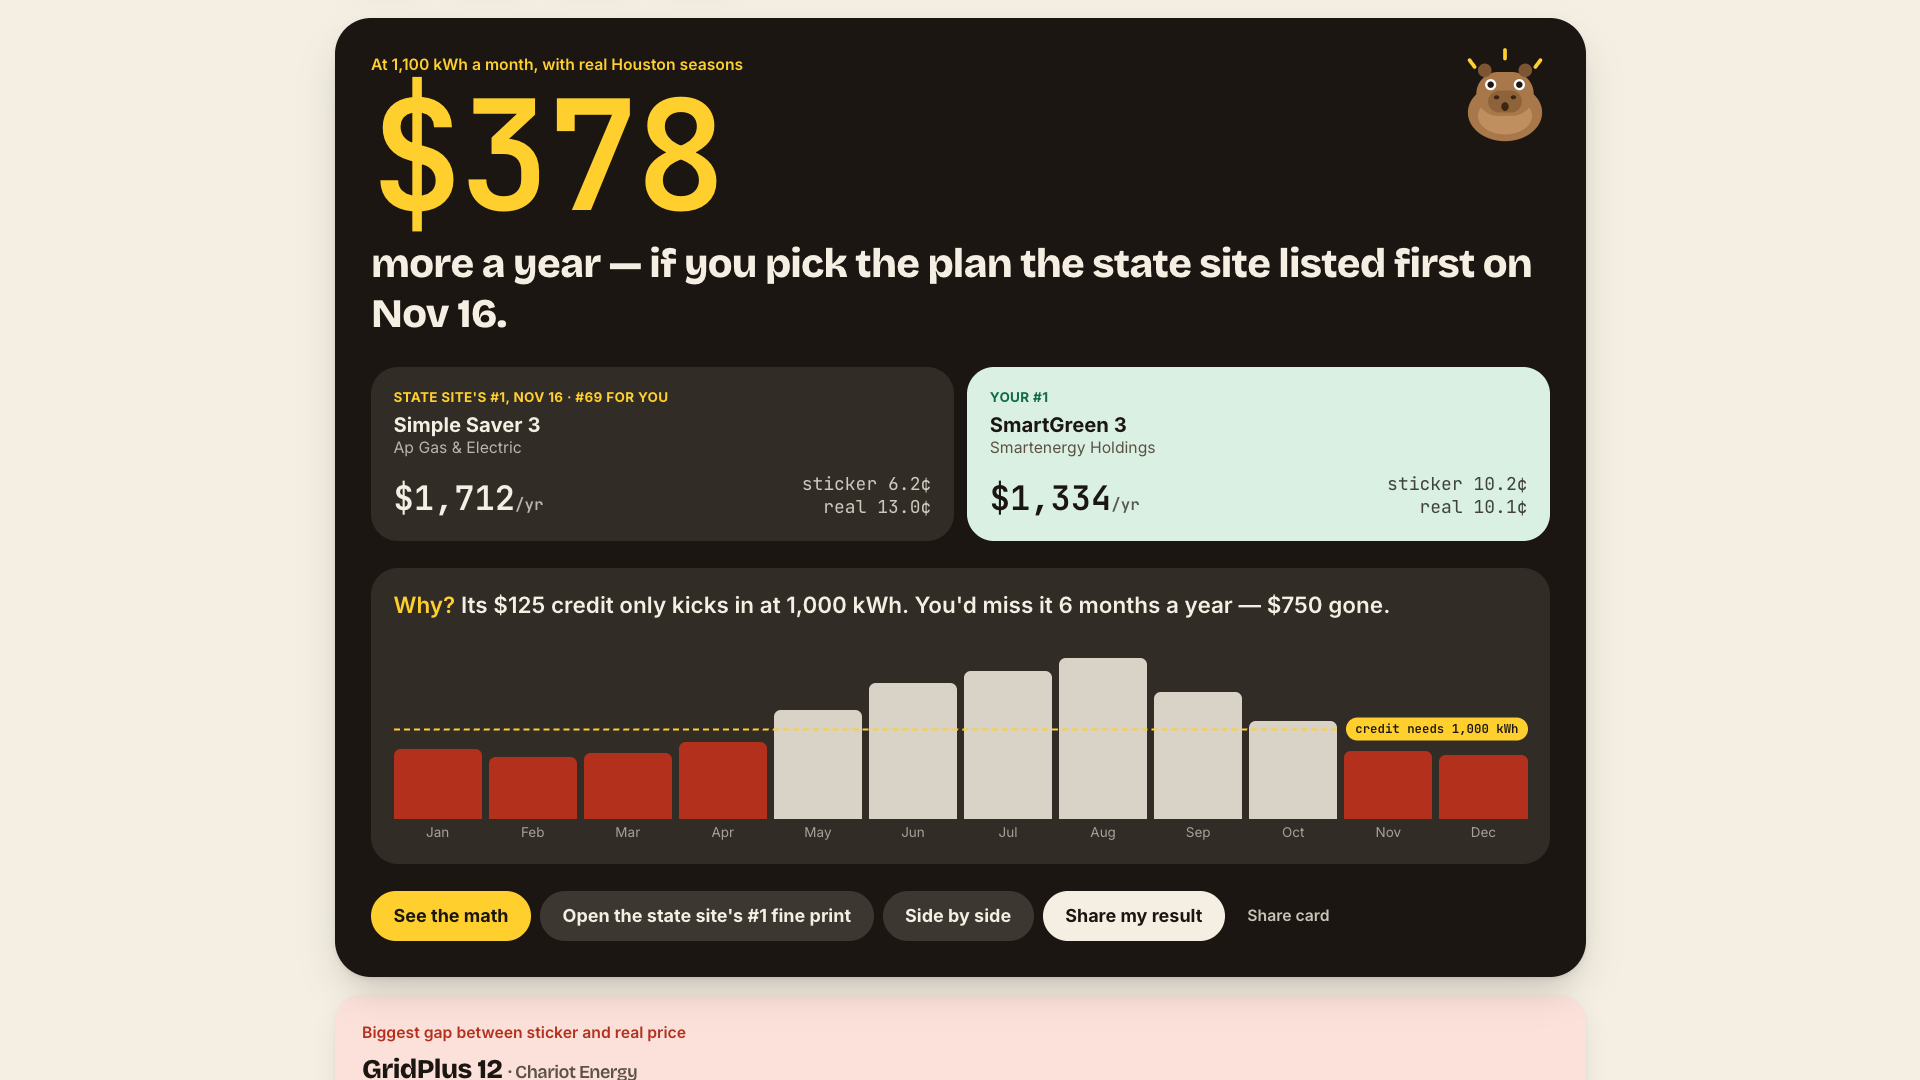 At 1,100 kWh a month, with real Houston seasons
$378
more a year — if you pick the plan the state site listed first on
Nov 16.
STATE SITE'S #1, NOV 16 · #69 FOR YOU
Simple Saver 3
Ap Gas & Electric
$1,712/yr
sticker 6.2¢
real 13.0¢
YOUR #1
SmartGreen 3
Smartenergy Holdings
$1,334/yr
sticker 10.2¢
real 10.1¢
Why? Its $125 credit only kicks in at 1,000 kWh. You'd miss it 6 months a year — $750 gone.
credit needs 1,000 kWh
Jan Feb Mar Apr May Jun Jul Aug Sep Oct Nov Dec
See the math
Open the state site's #1 fine print
Side by side
Share my result
Share card
Biggest gap between sticker and real price
GridPlus 12 · Chariot Energy